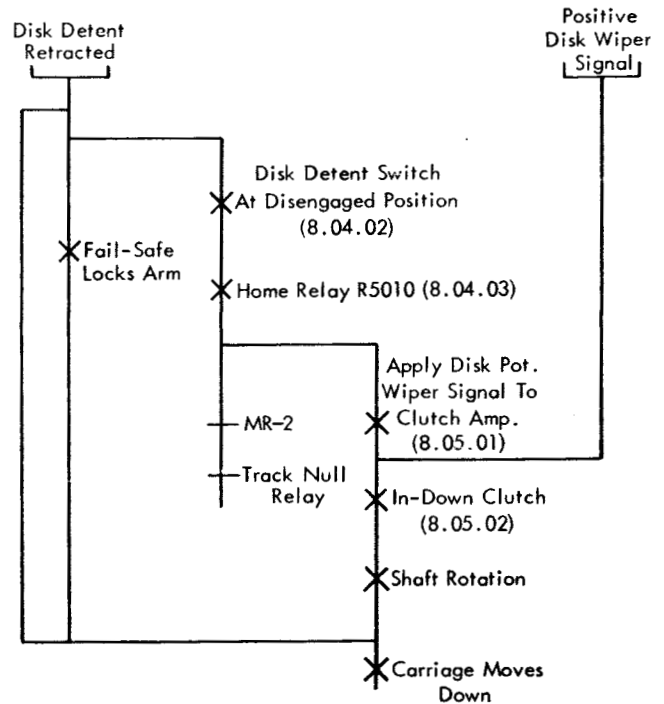 Disk Detent
Retracted
Positive
Disk Wiper
Signal
Disk Detent Switch
At Disengaged Position
(8.04.02)
Fail-Safe
Locks Arm
Home Relay R5010 (8.04.03)
Apply Disk Pot.
Wiper Signal To
Clutch Amp.
(8.05.01)
MR-2
Track Null
Relay
In-Down Clutch
(8.05.02)
Shaft Rotation
Carriage Moves
Down